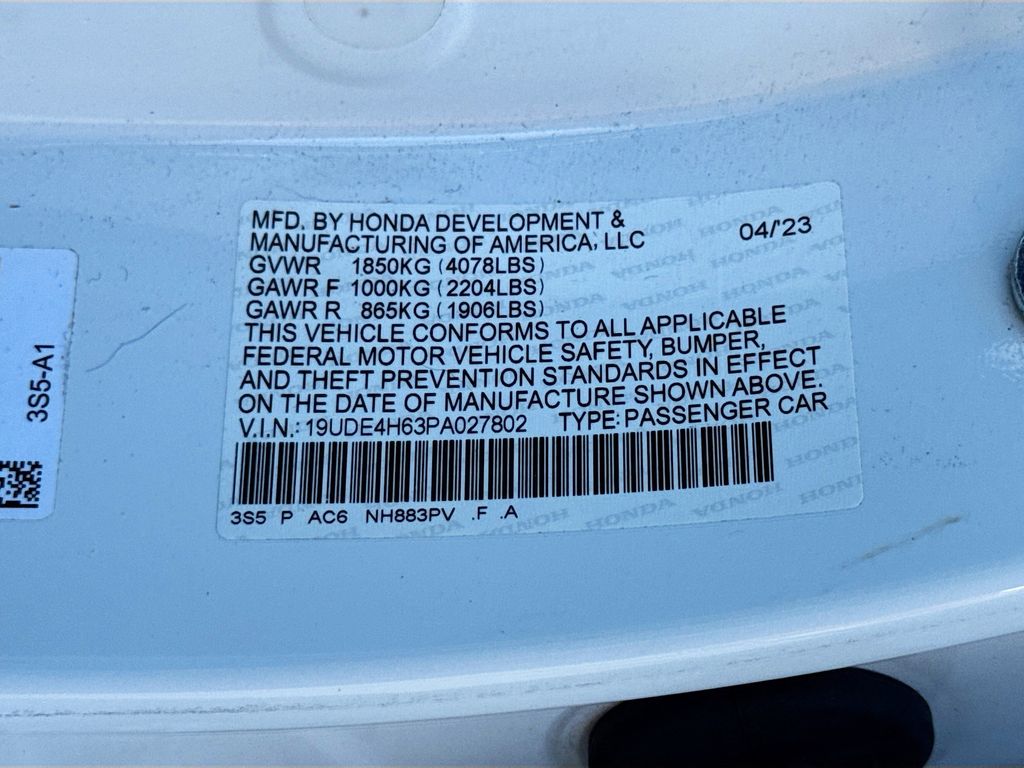 MFD. BY HONDA DEVELOPMENT &
MANUFACTURING OF AMERICA, LLC 04/'23
GVWR 1850KG (4078LBS)
GAWR F 1000KG (2204LBS)
GAWR R 865KG (1906LBS)
THIS VEHICLE CONFORMS TO ALL APPLICABLE
FEDERAL MOTOR VEHICLE SAFETY, BUMPER,
AND THEFT PREVENTION STANDARDS IN EFFECT
ON THE DATE OF MANUFACTURE SHOWN ABOVE.
V.I.N.: 19UDE4H63PA027802 TYPE: PASSENGER CAR
3S5 P AC6 NH883PV .F .A
3S5-A1